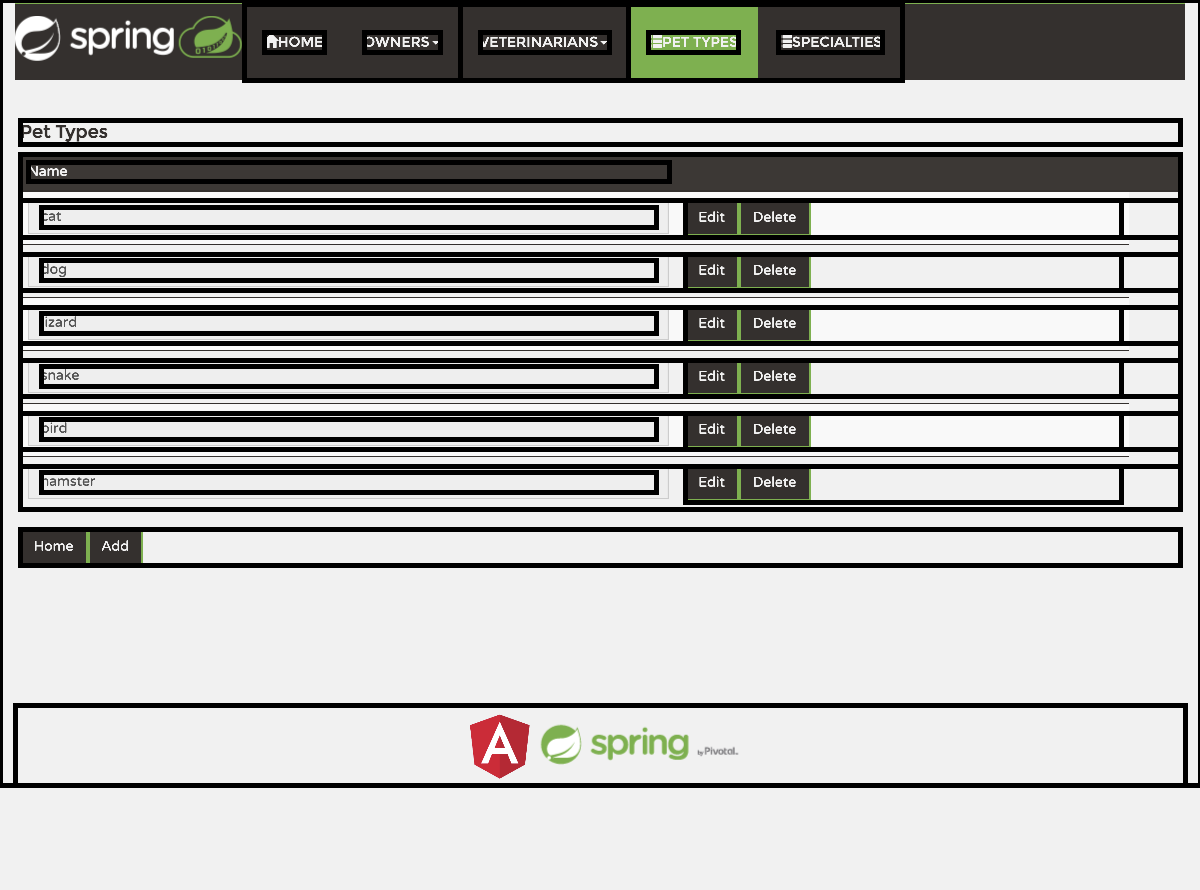 spring HOME OWNERS VETERINARIANS PET TYPES SPECIALTIES
Pet Types
Name
cat Edit Delete
dog Edit Delete
lizard Edit Delete
snake Edit Delete
bird Edit Delete
hamster Edit Delete
Home Add
spring by Pivotal